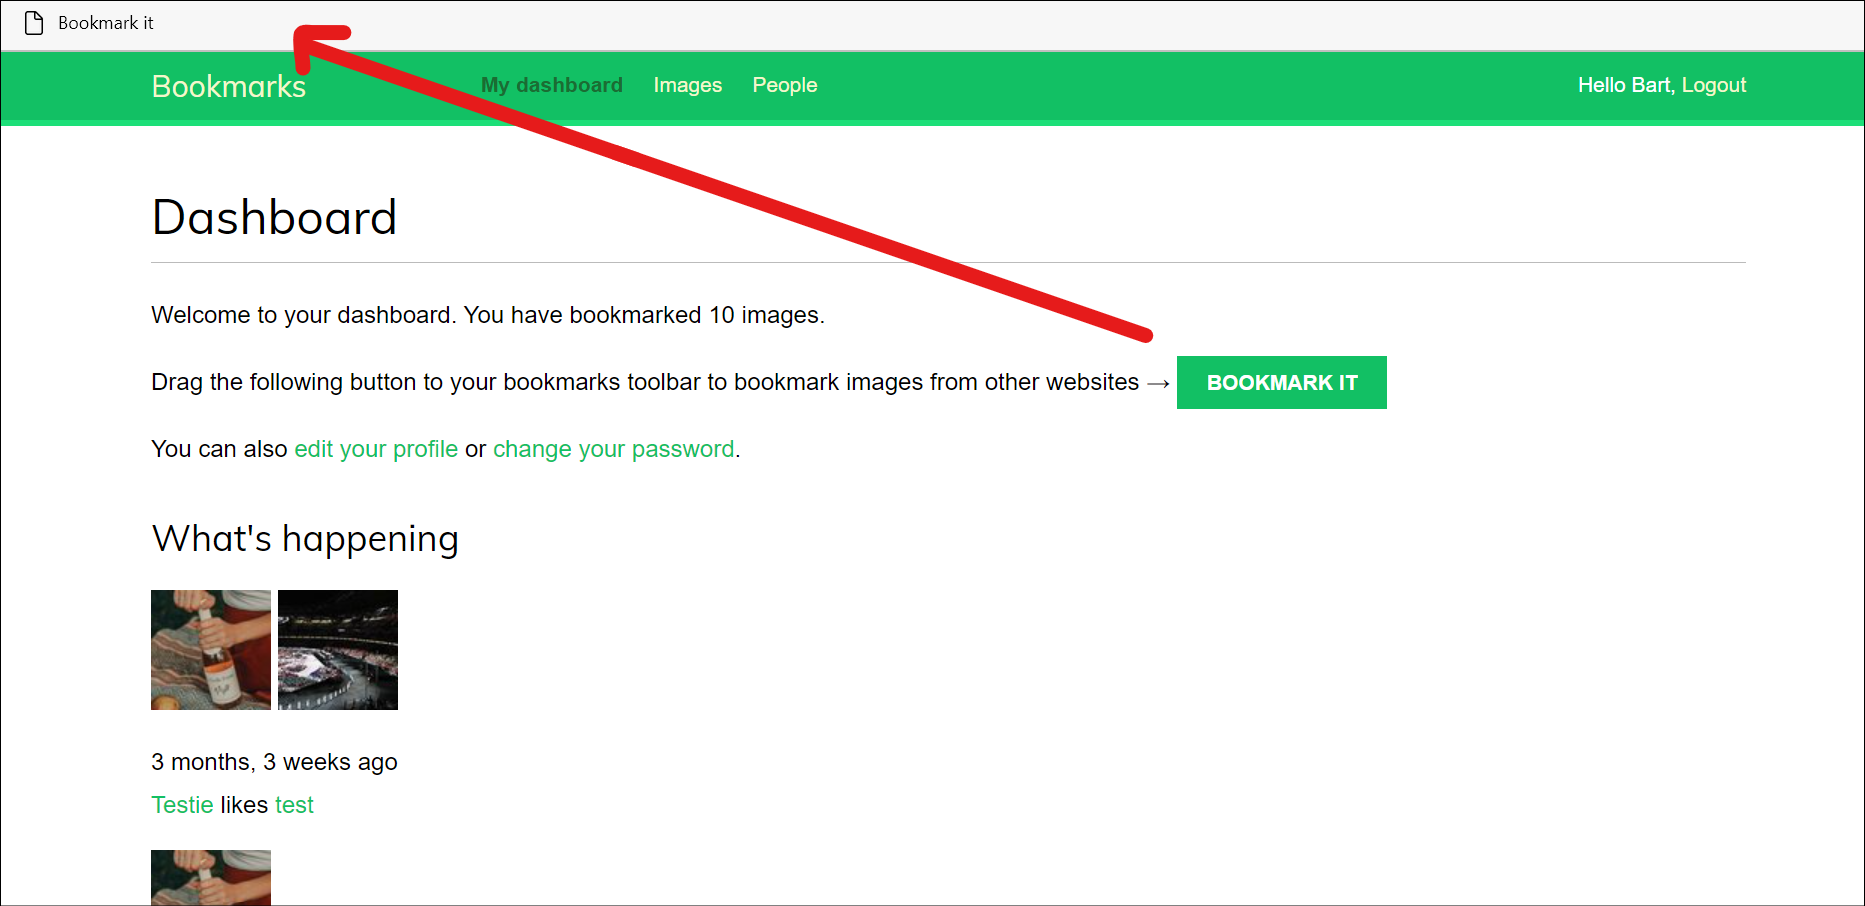 Bookmark it
Bookmarks My dashboard Images People Hello Bart, Logout
Dashboard
Welcome to your dashboard. You have bookmarked 10 images.
Drag the following button to your bookmarks toolbar to bookmark images from other websites → BOOKMARK IT
You can also edit your profile or change your password.
What's happening
3 months, 3 weeks ago
Testie likes test